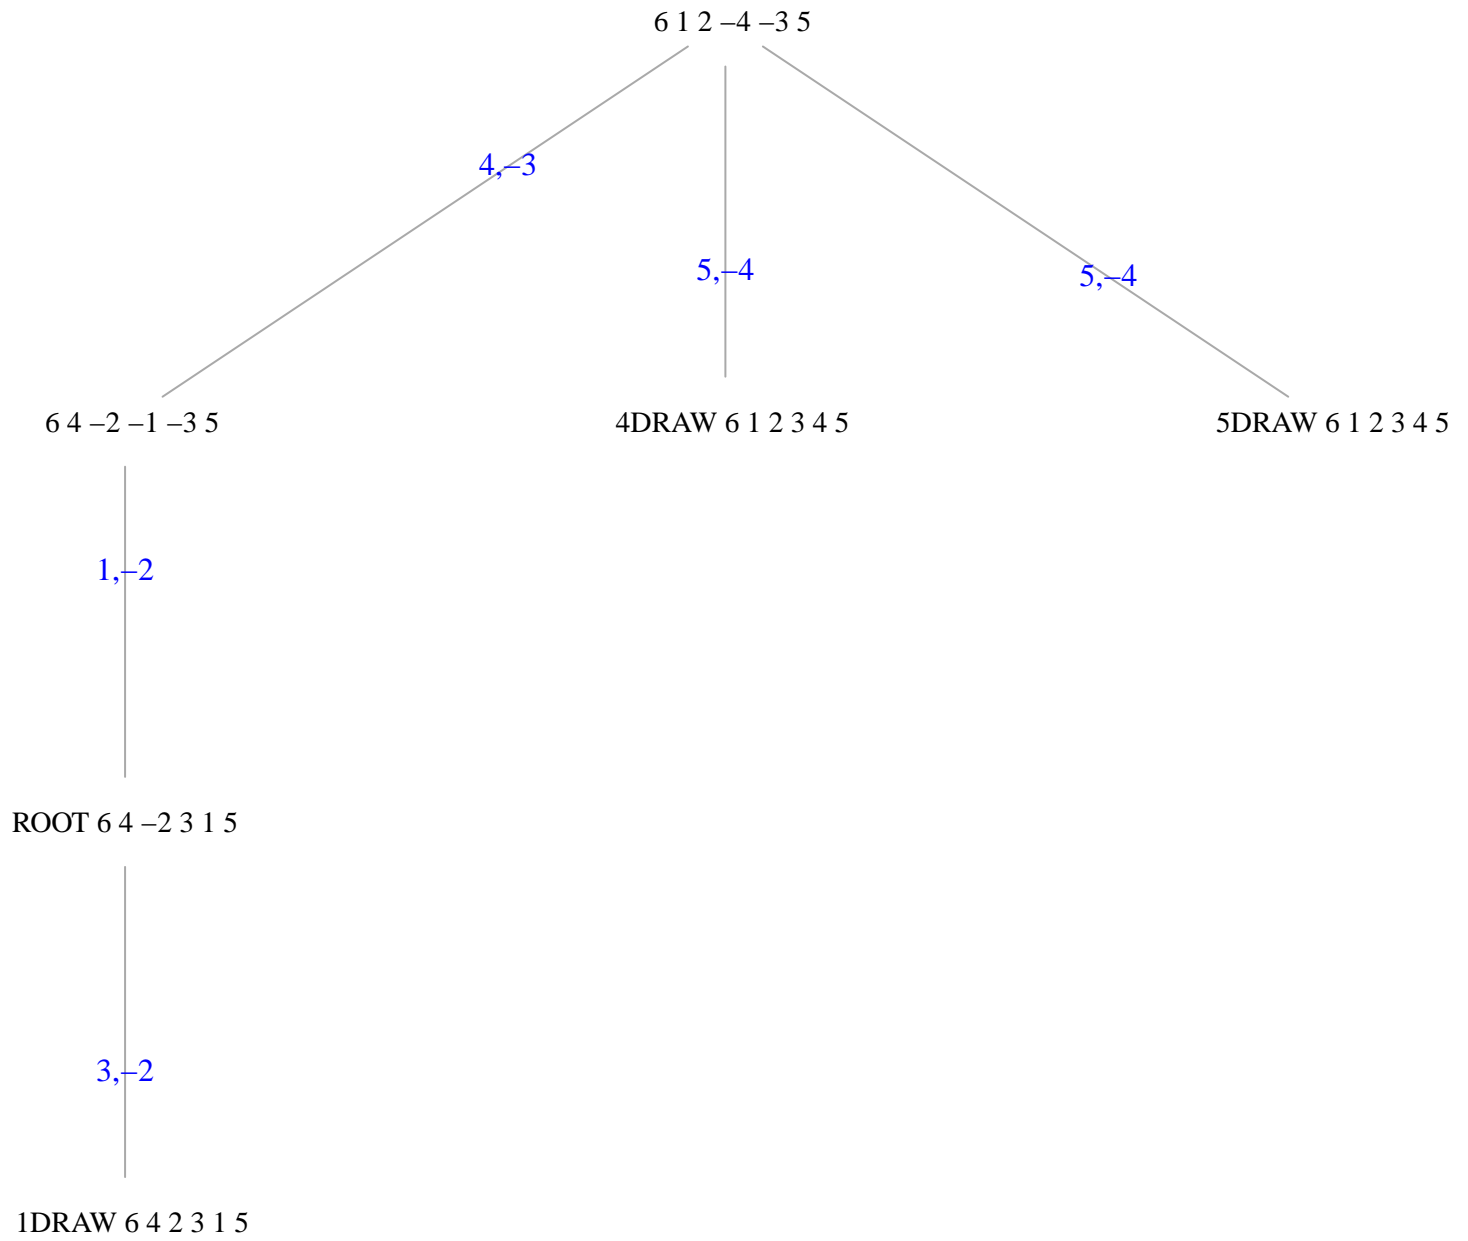 6 1 2 –4 –3 5
4,–3
5,–4
5,–4
6 4 –2 –1 –3 5
4DRAW 6 1 2 3 4 5
5DRAW 6 1 2 3 4 5
1,–2
ROOT 6 4 –2 3 1 5
3,–2
1DRAW 6 4 2 3 1 5